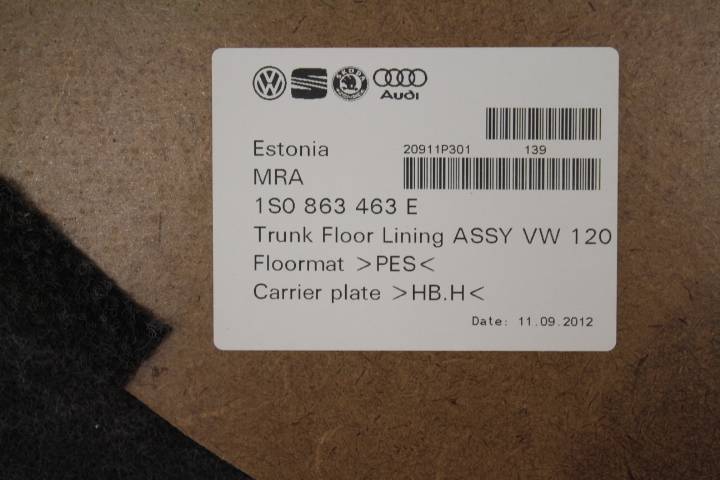 Audi
Estonia
20911P301 139
MRA
1S0 863 463 E
Trunk Floor Lining ASSY VW 120
Floormat >PES<
Carrier plate >HB.H<
Date: 11.09.2012